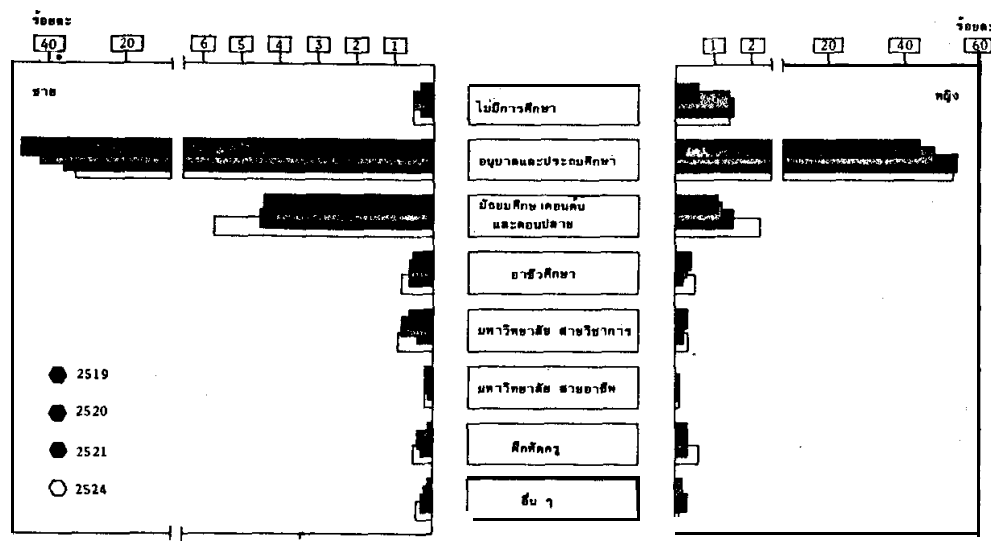 ร้อยละ
40 20 6 5 4 3 2 1
ชาย
ร้อยละ
1 2 20 40 60
หญิง
ไม่มีการศึกษา
อนุบาลและประถมศึกษา
มัธยมศึกษาตอนต้น
และตอนปลาย
อาชีวศึกษา
มหาวิทยาลัย สายวิชาการ
มหาวิทยาลัย สายอาชีพ
ฝึกหัดครู
อื่น ๆ
2519
2520
2521
2524